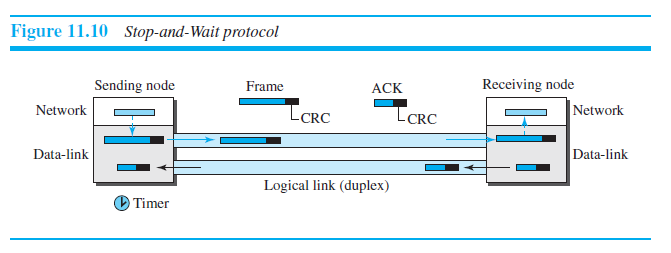 Figure 11.10 Stop-and-Wait protocol
Sending node
Frame
ACK
Receiving node
Network
CRC
CRC
Network
Data-link
Data-link
Logical link (duplex)
Timer